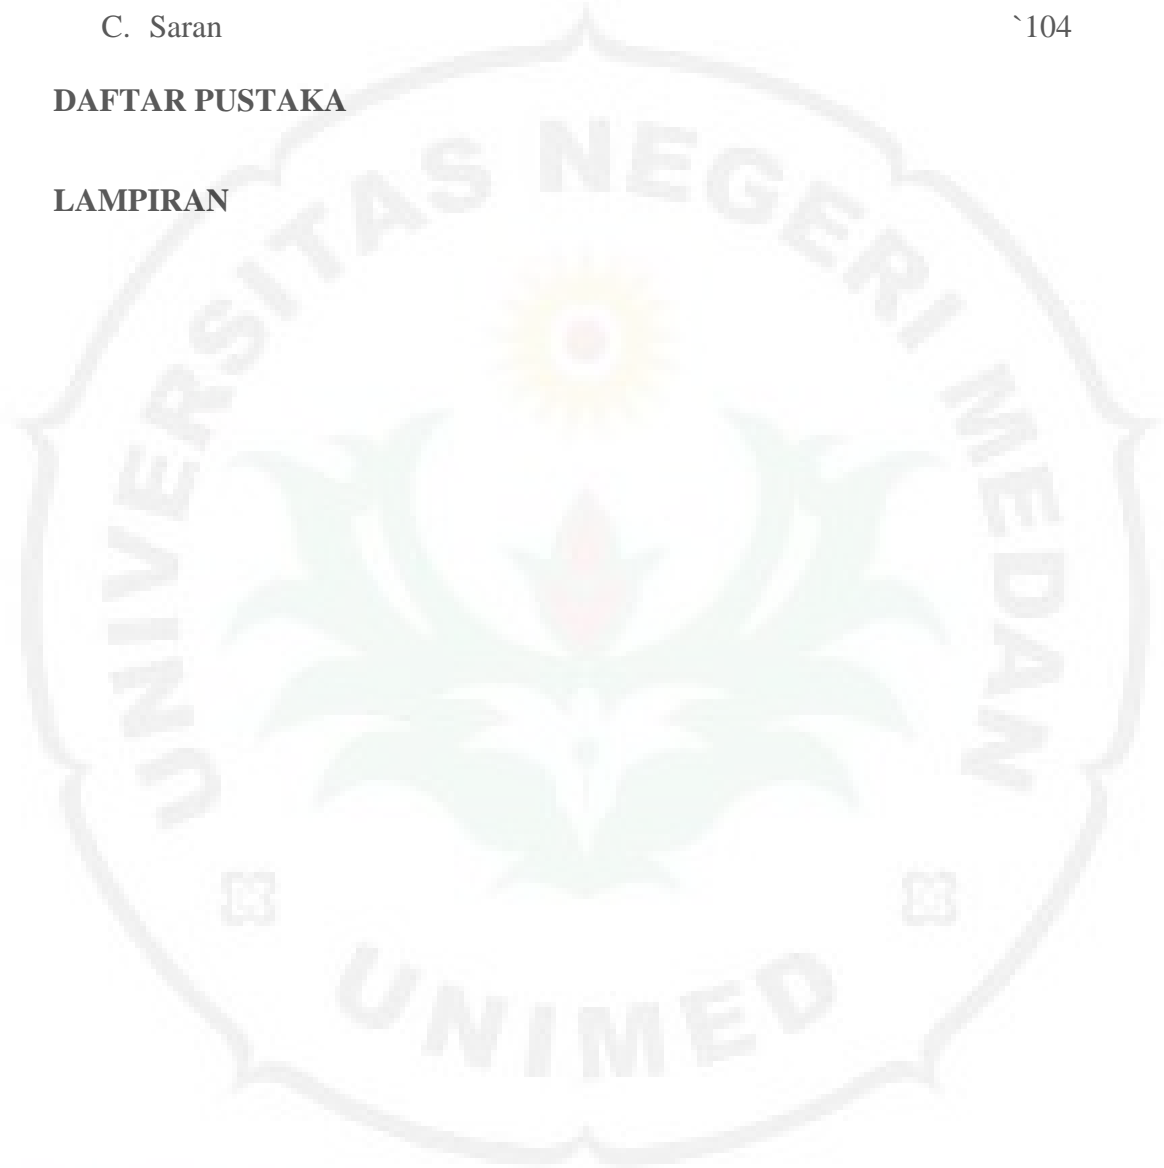 C. Saran `104
DAFTAR PUSTAKA
LAMPIRAN
UNIVERSITAS NEGERI MEDAN
UNIMED